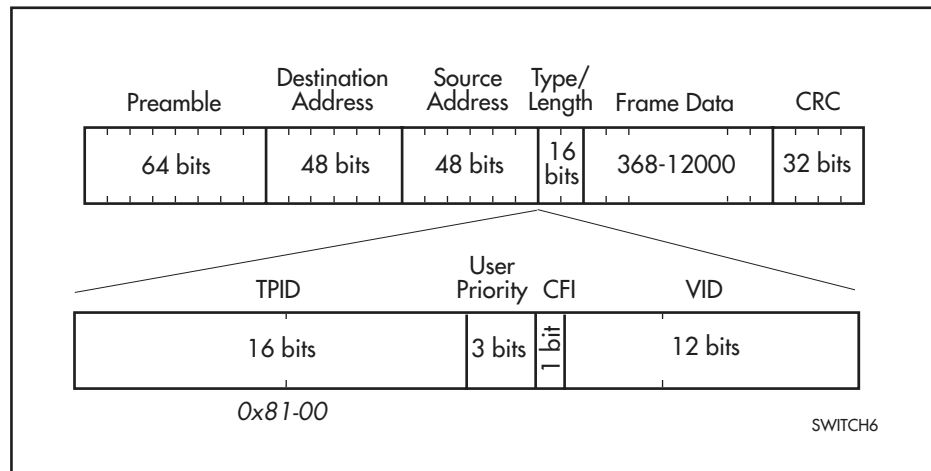 Preamble
Destination
Address
Source
Address
Type/
Length
Frame Data
CRC
64 bits
48 bits
48 bits
16
bits
368-12000
32 bits
TPID
User
Priority
CFI
VID
16 bits
3 bits
1 bit
12 bits
0x81-00
SWITCH6